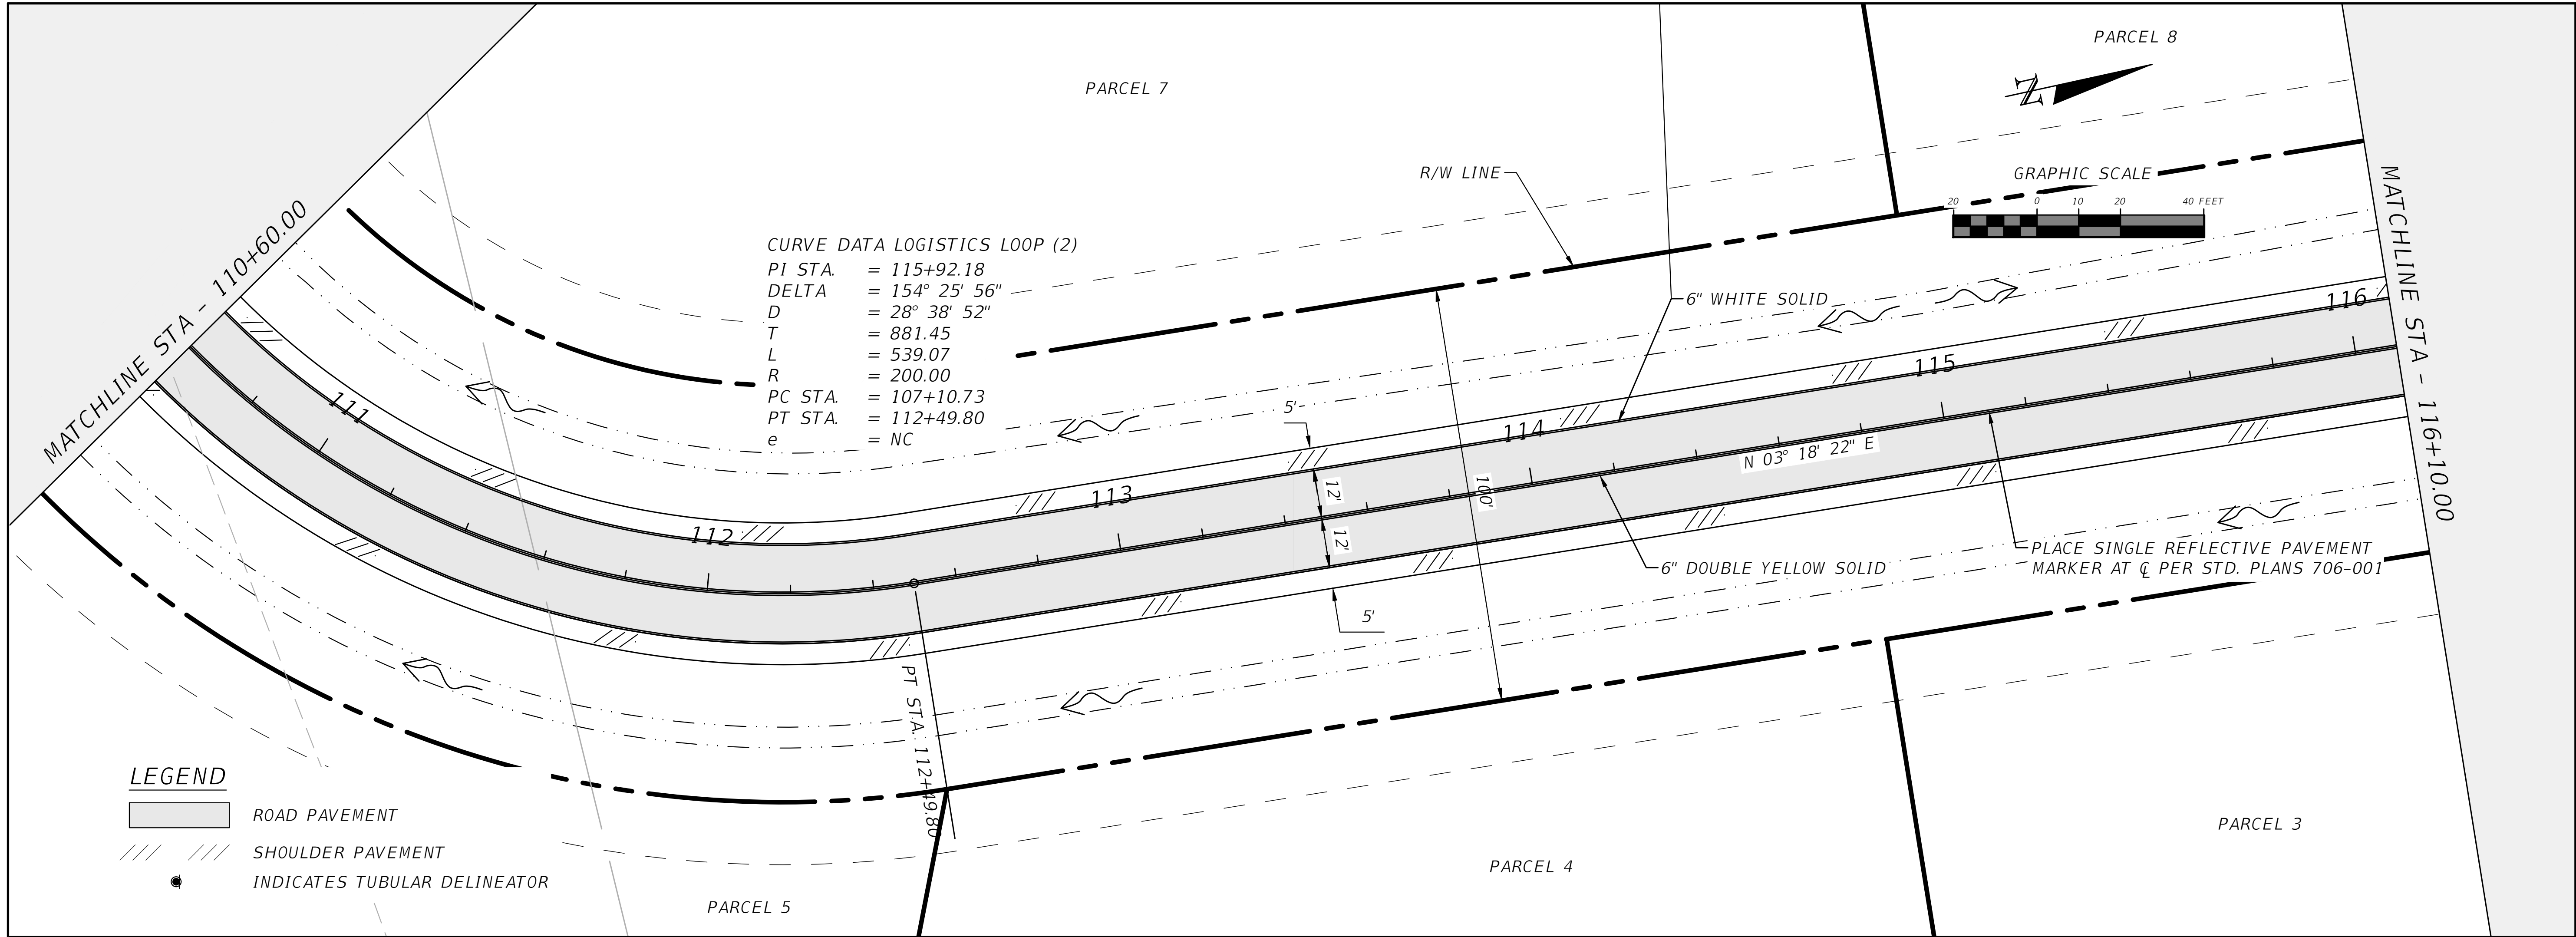 PARCEL 7
PARCEL 8
N
R/W LINE
GRAPHIC SCALE
20 0 10 20 40 FEET
MATCHLINE STA - 110+60.00
MATCHLINE STA - 116+10.00
CURVE DATA LOGISTICS LOOP (2)
PI STA. = 115+92.18
DELTA = 154° 25' 56"
D = 28° 38' 52"
T = 881.45
L = 539.07
R = 200.00
PC STA. = 107+10.73
PT STA. = 112+49.80
e = NC
6" WHITE SOLID
111
112
113
114
115
116
5'
12'
12'
100'
5'
N 03° 18' 22" E
6" DOUBLE YELLOW SOLID
PLACE SINGLE REFLECTIVE PAVEMENT
MARKER AT ℄ PER STD. PLANS 706-001
PT STA. 112+49.80
LEGEND
ROAD PAVEMENT
SHOULDER PAVEMENT
INDICATES TUBULAR DELINEATOR
PARCEL 5
PARCEL 4
PARCEL 3